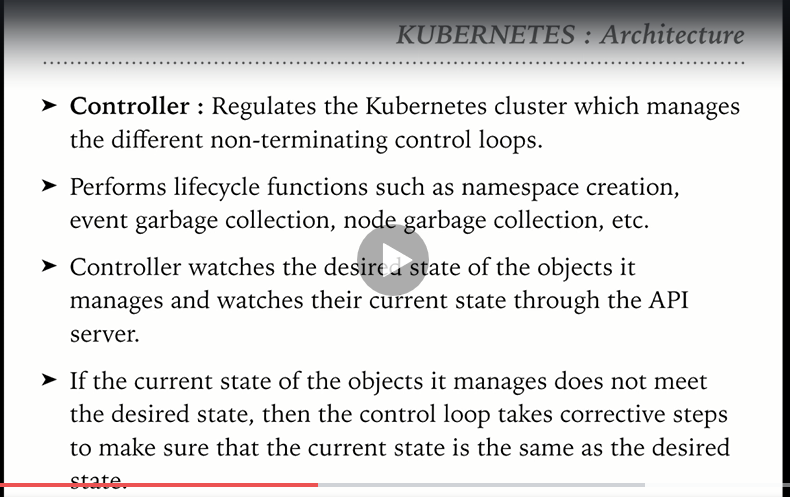 KUBERNETES : Architecture
➤ Controller : Regulates the Kubernetes cluster which manages
the different non-terminating control loops.
➤ Performs lifecycle functions such as namespace creation,
event garbage collection, node garbage collection, etc.
➤ Controller watches the desired state of the objects it
manages and watches their current state through the API
server.
➤ If the current state of the objects it manages does not meet
the desired state, then the control loop takes corrective steps
to make sure that the current state is the same as the desired
state.